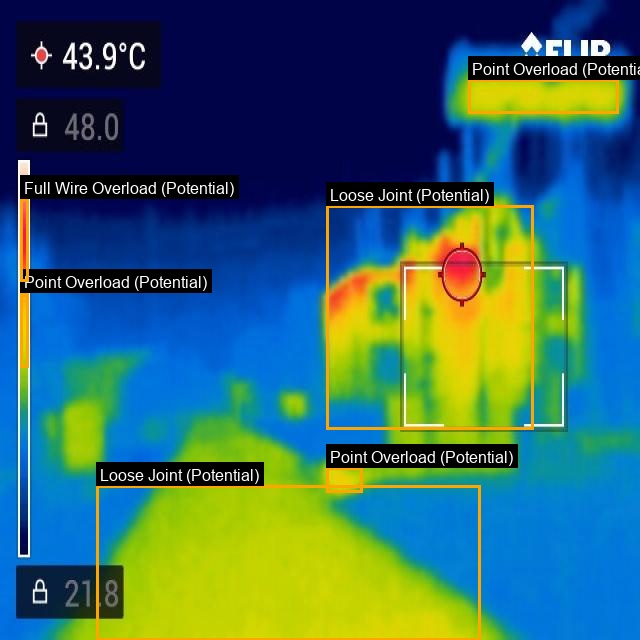 43.9°C
48.0
FLIR
Point Overload (Potentia
Full Wire Overload (Potential)
Loose Joint (Potential)
Point Overload (Potential)
Point Overload (Potential)
Loose Joint (Potential)
21.8